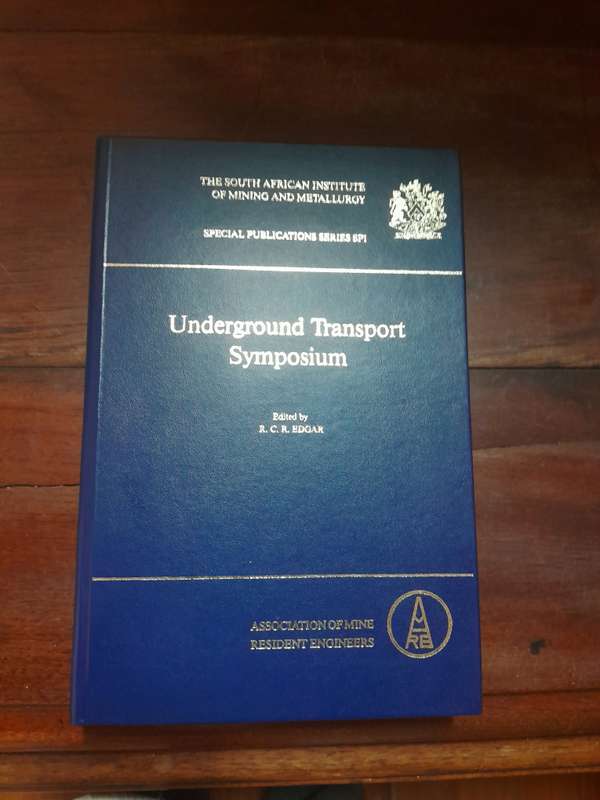 THE SOUTH AFRICAN INSTITUTE
OF MINING AND METALLURGY
SPECIAL PUBLICATIONS SERIES SP1
Underground Transport
Symposium
Edited by
R. C. R. EDGAR
ASSOCIATION OF MINE
RESIDENT ENGINEERS
AMRE